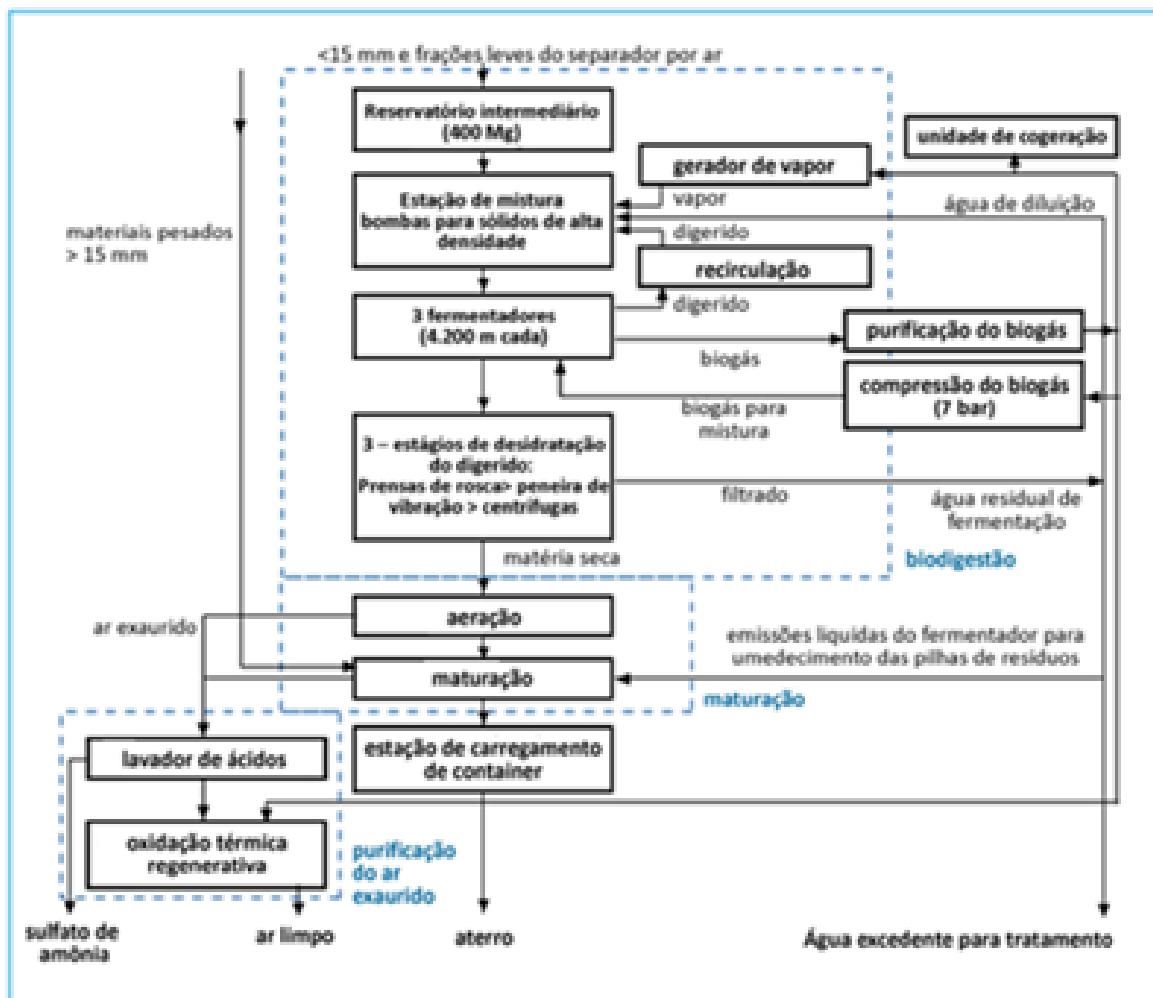 <15 mm e frações leves do separador por ar
Reservatório intermediário
(400 Mg)
unidade de cogeração
gerador de vapor
Estação de mistura
bombas para sólidos de alta
densidade
vapor
água de diluição
materiais pesados
> 15 mm
digerido
recirculação
3 fermentadores
(4.200 m cada)
digerido
purificação do biogás
biogás
compressão do biogás
(7 bar)
biogás para
mistura
3 – estágios de desidratação
do digerido:
Prensas de rosca> peneira de
vibração > centrífugas
filtrado
água residual de
fermentação
matéria seca
biodigestão
aeração
ar exaurido
emissões liquidas do fermentador para
umedecimento das pilhas de resíduos
maturação
maturação
lavador de ácidos
estação de carregamento
de container
oxidação térmica
regenerativa
purificação
do ar
exaurido
sulfato de
amônia
ar limpo
aterro
Água excedente para tratamento